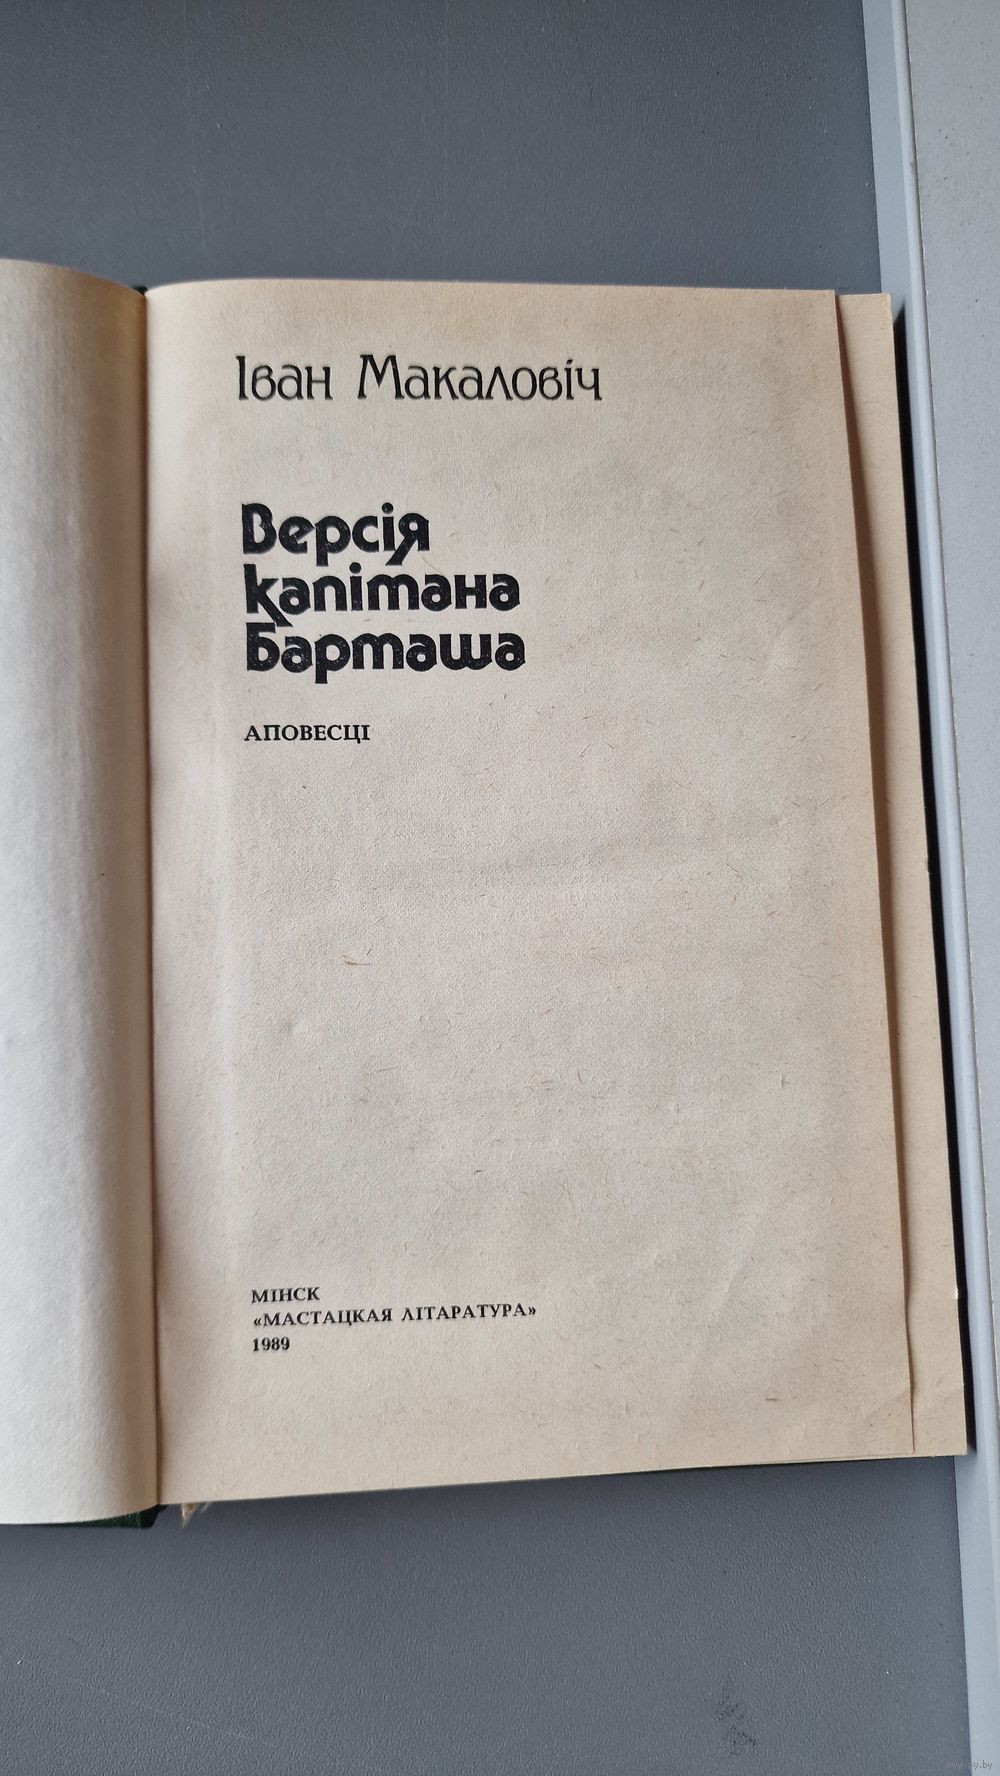 Іван Макаловіч
Версія
капітана
Барташа
АПОВЕСЦІ
МІНСК
«МАСТАЦКАЯ ЛІТАРАТУРА»
1989